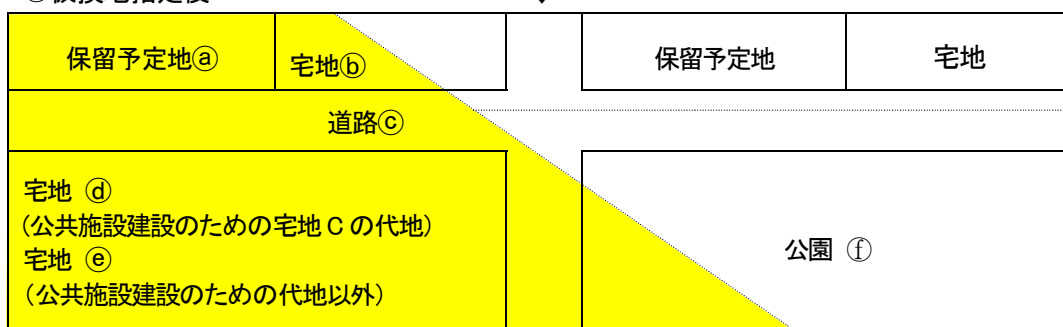 保留予定地ⓐ
宅地ⓑ
保留予定地
宅地
道路ⓒ
宅地 ⓓ
(公共施設建設のための宅地Cの代地)
宅地 ⓔ
(公共施設建設のための代地以外)
公園 ⓕ